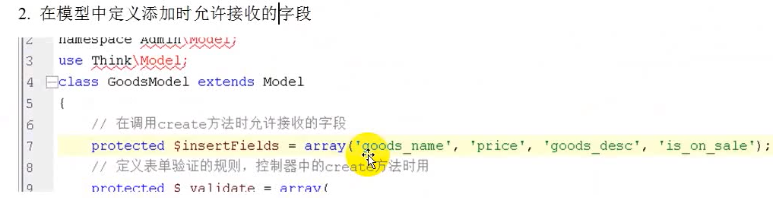 2. 在模型中定义添加时允许接收的字段
2 namespace Admin\Model;
3 use Think\Model;
4 class GoodsModel extends Model
5 {
6 // 在调用create方法时允许接收的字段
7 protected $insertFields = array('goods_name', 'price', 'goods_desc', 'is_on_sale');
8 // 定义表单验证的规则，控制器中的create方法时用
9 protected $_validate = array(